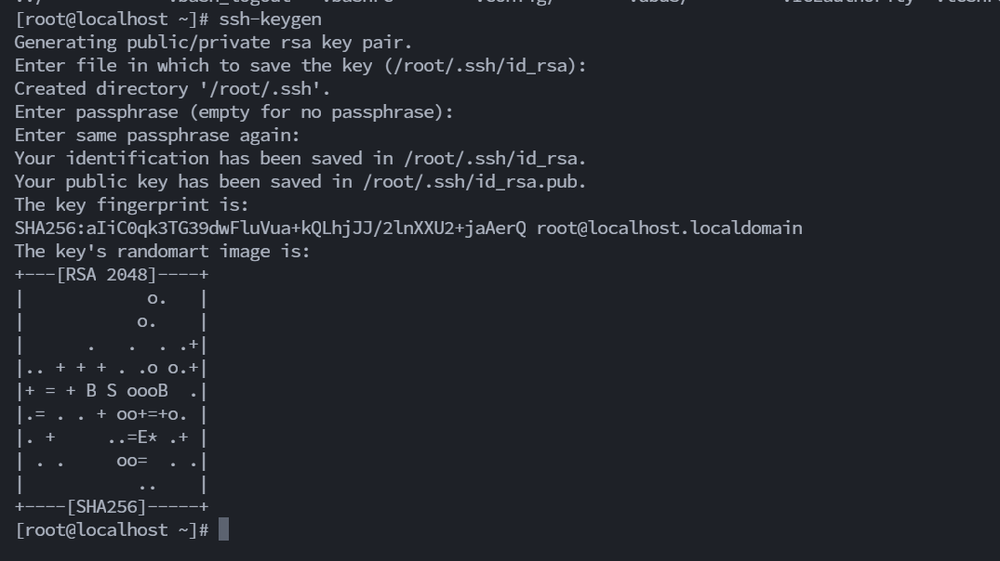 [root@localhost ~]# ssh-keygen
Generating public/private rsa key pair.
Enter file in which to save the key (/root/.ssh/id_rsa):
Created directory '/root/.ssh'.
Enter passphrase (empty for no passphrase):
Enter same passphrase again:
Your identification has been saved in /root/.ssh/id_rsa.
Your public key has been saved in /root/.ssh/id_rsa.pub.
The key fingerprint is:
SHA256:aIiC0qk3TG39dwFluVua+kQLhjJJ/2lnXXU2+jaAerQ root@localhost.localdomain
The key's randomart image is:
+---[RSA 2048]----+
|            o.   |
|           o.    |
|      .   .  . .+|
|.. + + + . .o o.+|
|+ = + B S oooB  .|
|.= . . + oo+=+o. |
|. +     ..=E* .+ |
| . .     oo=  . .|
|           ..    |
+----[SHA256]-----+
[root@localhost ~]#